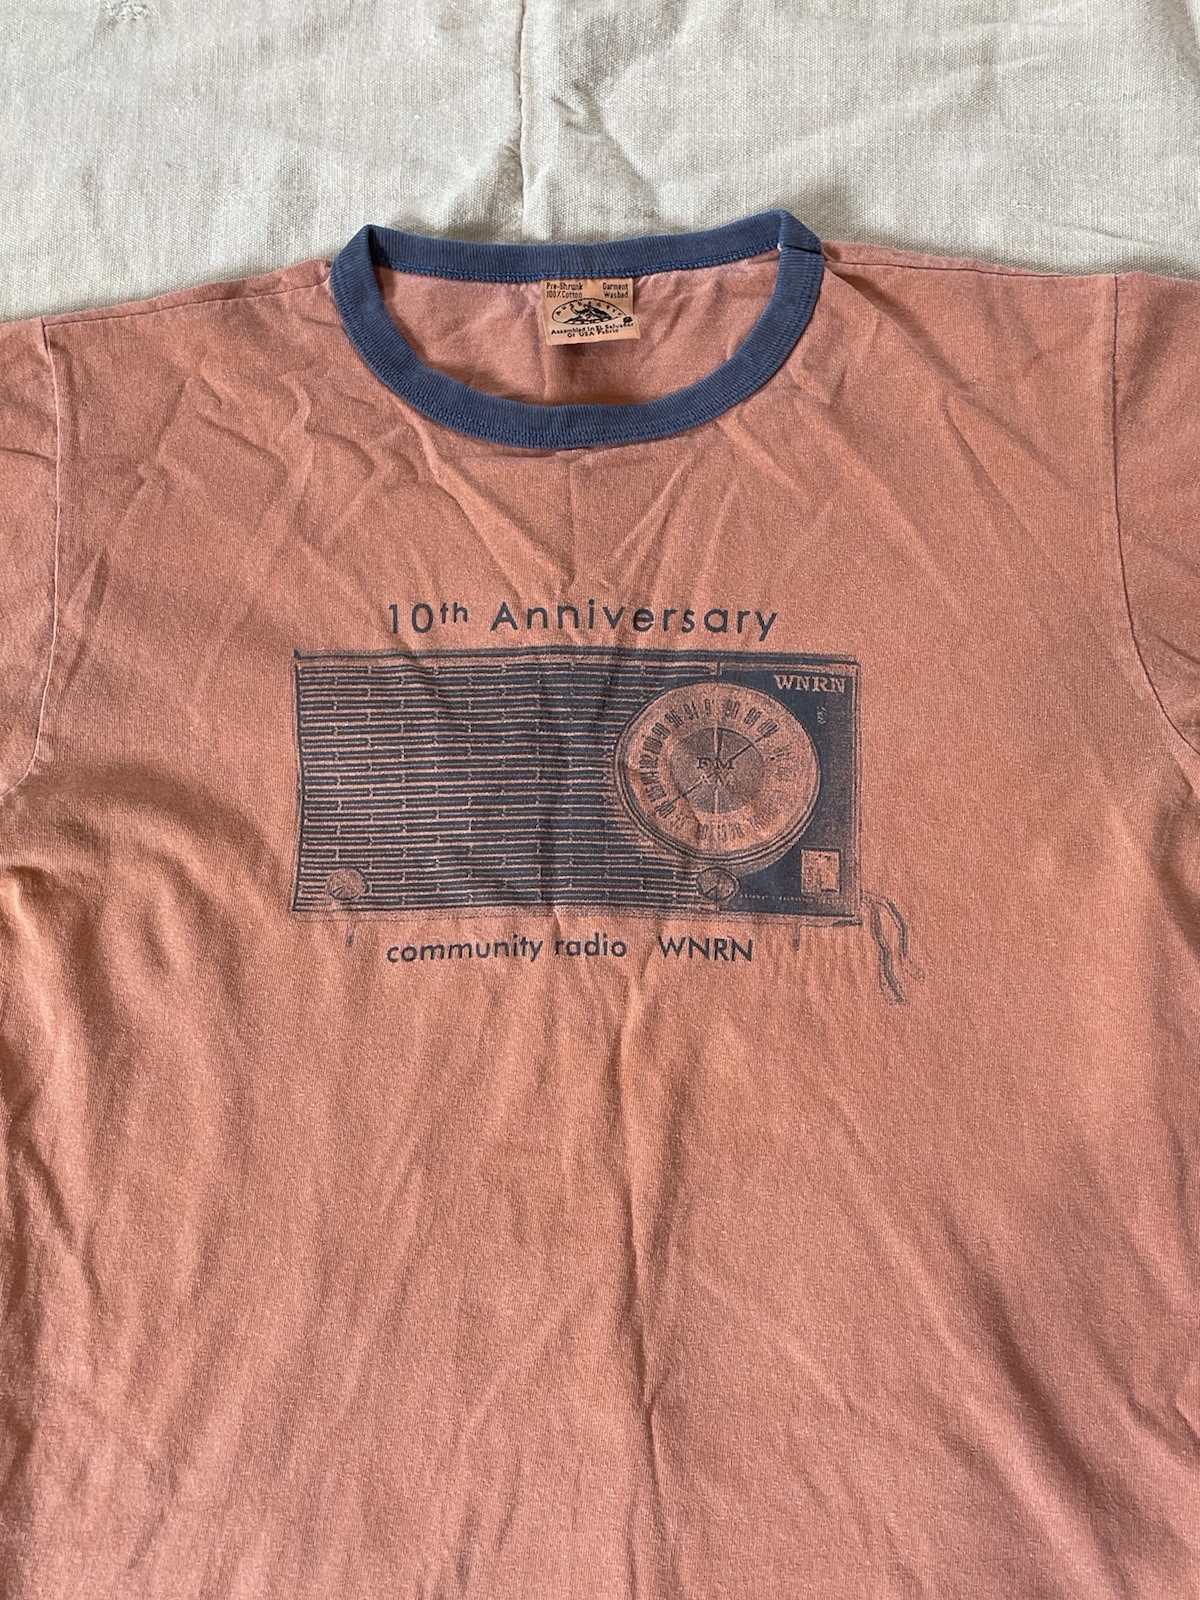 Pre-Shrunk Garment
100% Cotton Washed
Assembled in El Salvador
Of USA Fabric
10th Anniversary
WNRN
FM
community radio WNRN